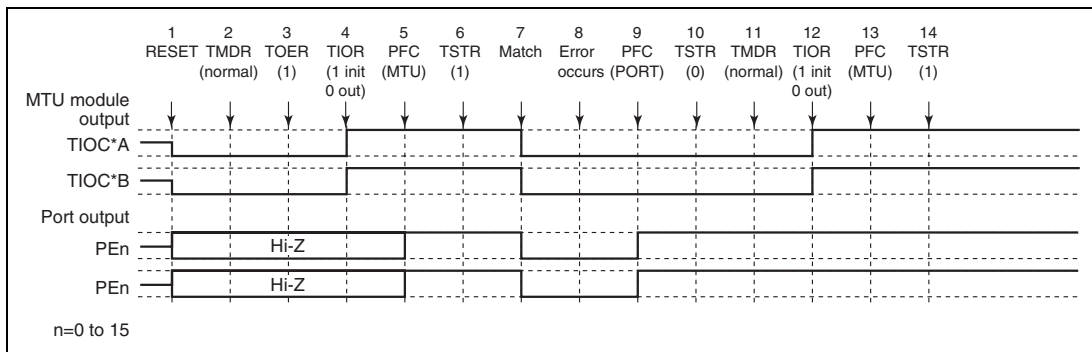 1 2 3 4 5 6 7 8 9 10 11 12 13 14
RESET TMDR TOER TIOR PFC TSTR Match Error PFC TSTR TMDR TIOR PFC TSTR
(normal) (1) (1 init (MTU) (1) occurs (PORT) (0) (normal) (1 init (MTU) (1)
0 out) 0 out)
MTU module
output
TIOC*A
TIOC*B
Port output
PEn Hi-Z
PEn Hi-Z
n=0 to 15